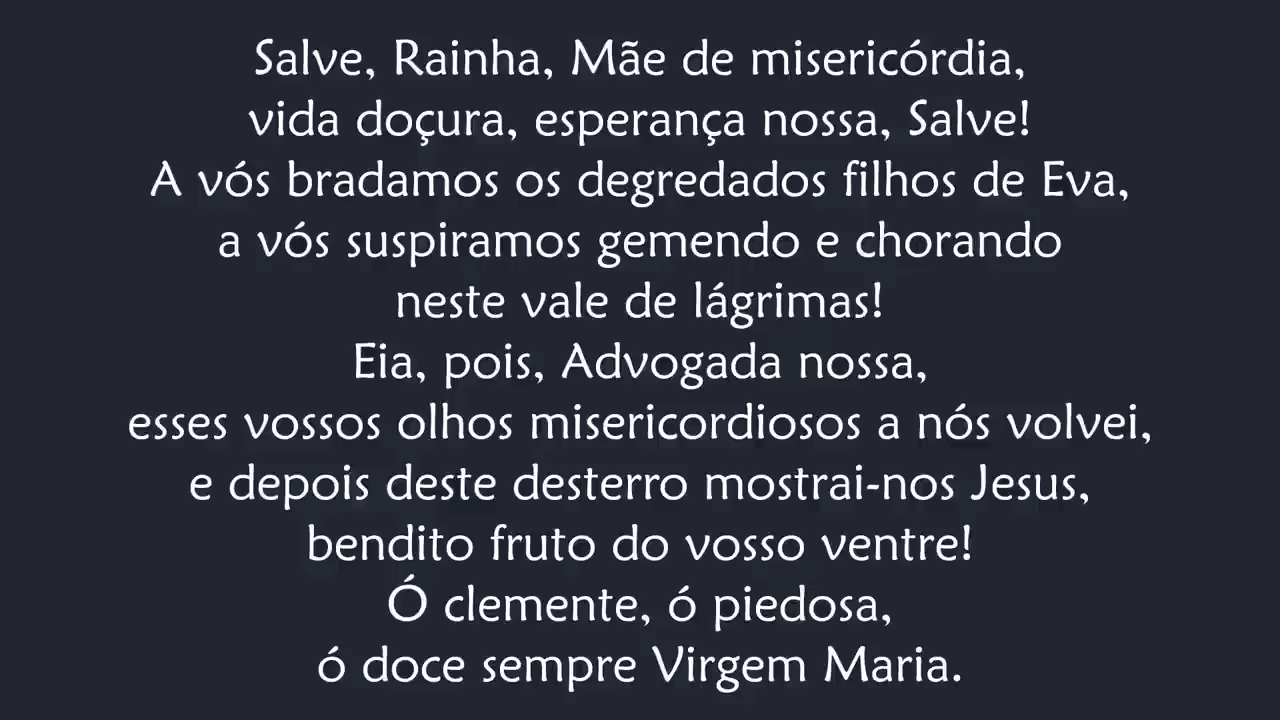 Salve, Rainha, Mãe de misericórdia,
vida doçura, esperança nossa, Salve!
A vós bradamos os degredados filhos de Eva,
a vós suspiramos gemendo e chorando
neste vale de lágrimas!
Eia, pois, Advogada nossa,
esses vossos olhos misericordiosos a nós volvei,
e depois deste desterro mostrai-nos Jesus,
bendito fruto do vosso ventre!
Ó clemente, ó piedosa,
ó doce sempre Virgem Maria.